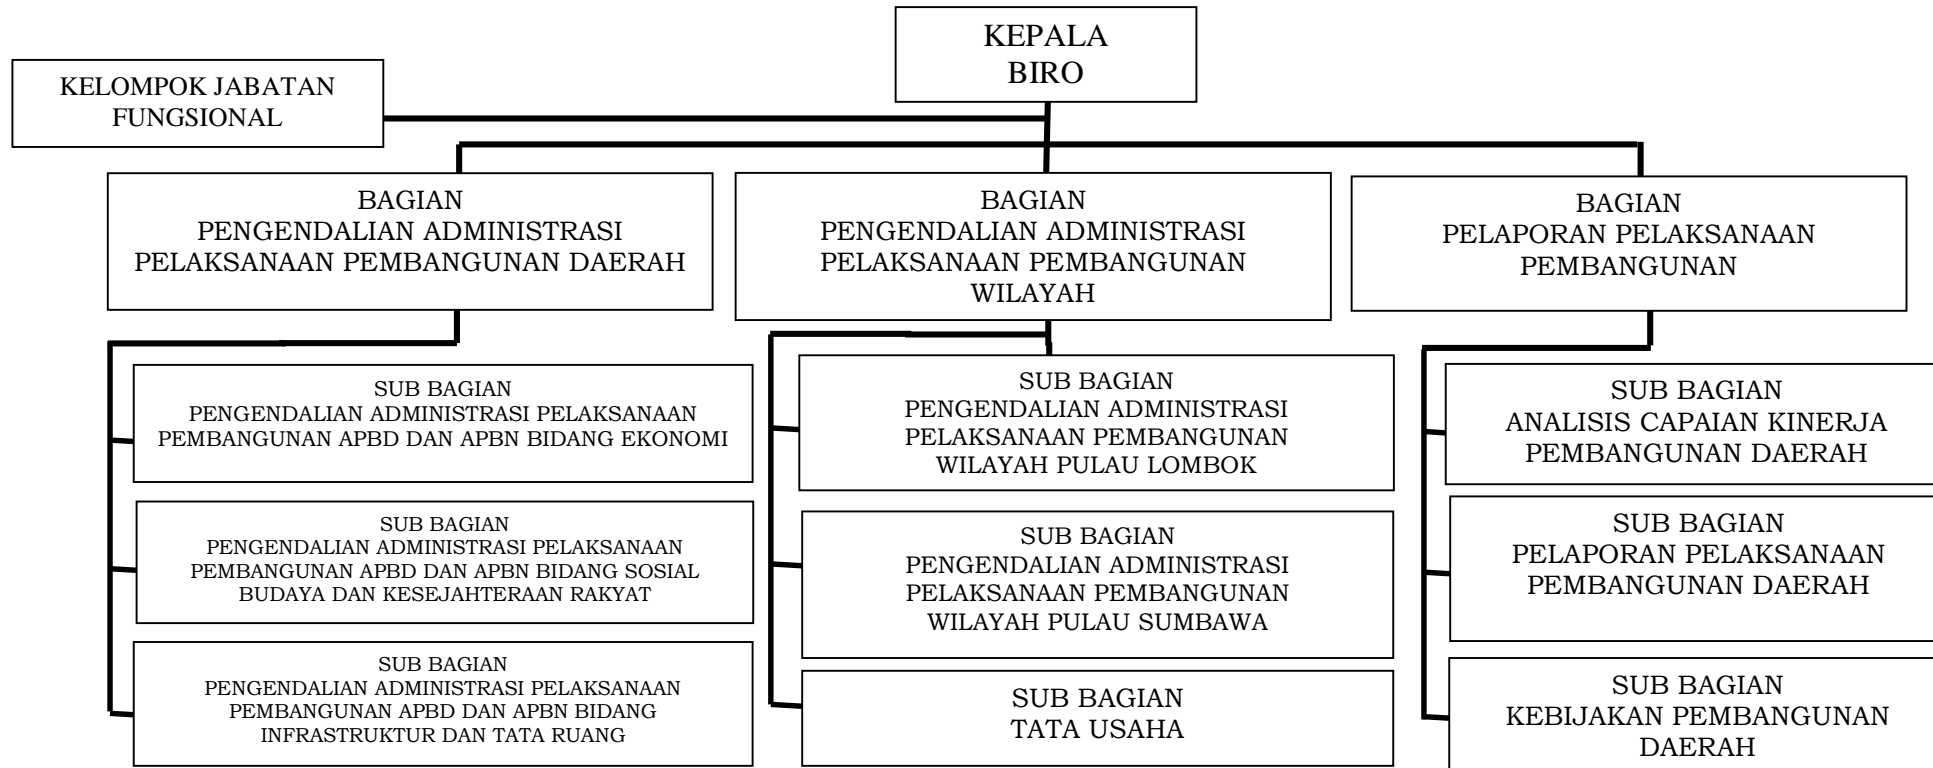 KEPALA
BIRO
KELOMPOK JABATAN
FUNGSIONAL
BAGIAN
PENGENDALIAN ADMINISTRASI
PELAKSANAAN PEMBANGUNAN DAERAH
BAGIAN
PENGENDALIAN ADMINISTRASI
PELAKSANAAN PEMBANGUNAN
WILAYAH
BAGIAN
PELAPORAN PELAKSANAAN
PEMBANGUNAN
SUB BAGIAN
PENGENDALIAN ADMINISTRASI PELAKSANAAN
PEMBANGUNAN APBD DAN APBN BIDANG EKONOMI
SUB BAGIAN
PENGENDALIAN ADMINISTRASI PELAKSANAAN
PEMBANGUNAN APBD DAN APBN BIDANG SOSIAL
BUDAYA DAN KESEJAHTERAAN RAKYAT
SUB BAGIAN
PENGENDALIAN ADMINISTRASI PELAKSANAAN
PEMBANGUNAN APBD DAN APBN BIDANG
INFRASTRUKTUR DAN TATA RUANG
SUB BAGIAN
PENGENDALIAN ADMINISTRASI
PELAKSANAAN PEMBANGUNAN
WILAYAH PULAU LOMBOK
SUB BAGIAN
PENGENDALIAN ADMINISTRASI
PELAKSANAAN PEMBANGUNAN
WILAYAH PULAU SUMBAWA
SUB BAGIAN
TATA USAHA
SUB BAGIAN
ANALISIS CAPAIAN KINERJA
PEMBANGUNAN DAERAH
SUB BAGIAN
PELAPORAN PELAKSANAAN
PEMBANGUNAN DAERAH
SUB BAGIAN
KEBIJAKAN PEMBANGUNAN
DAERAH